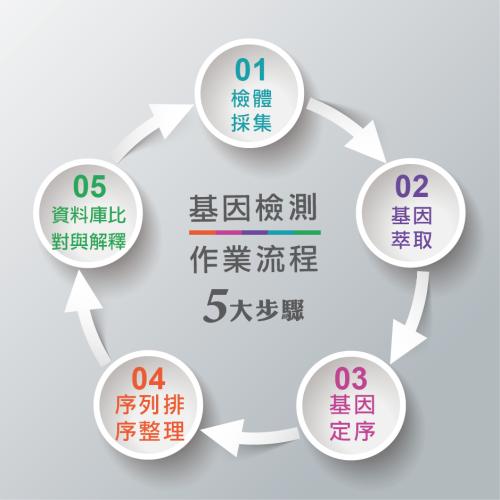 基因檢測
作業流程
5大步驟
01
檢體
採集
02
基因
萃取
03
基因
定序
04
序列排
序整理
05
資料庫比
對與解釋